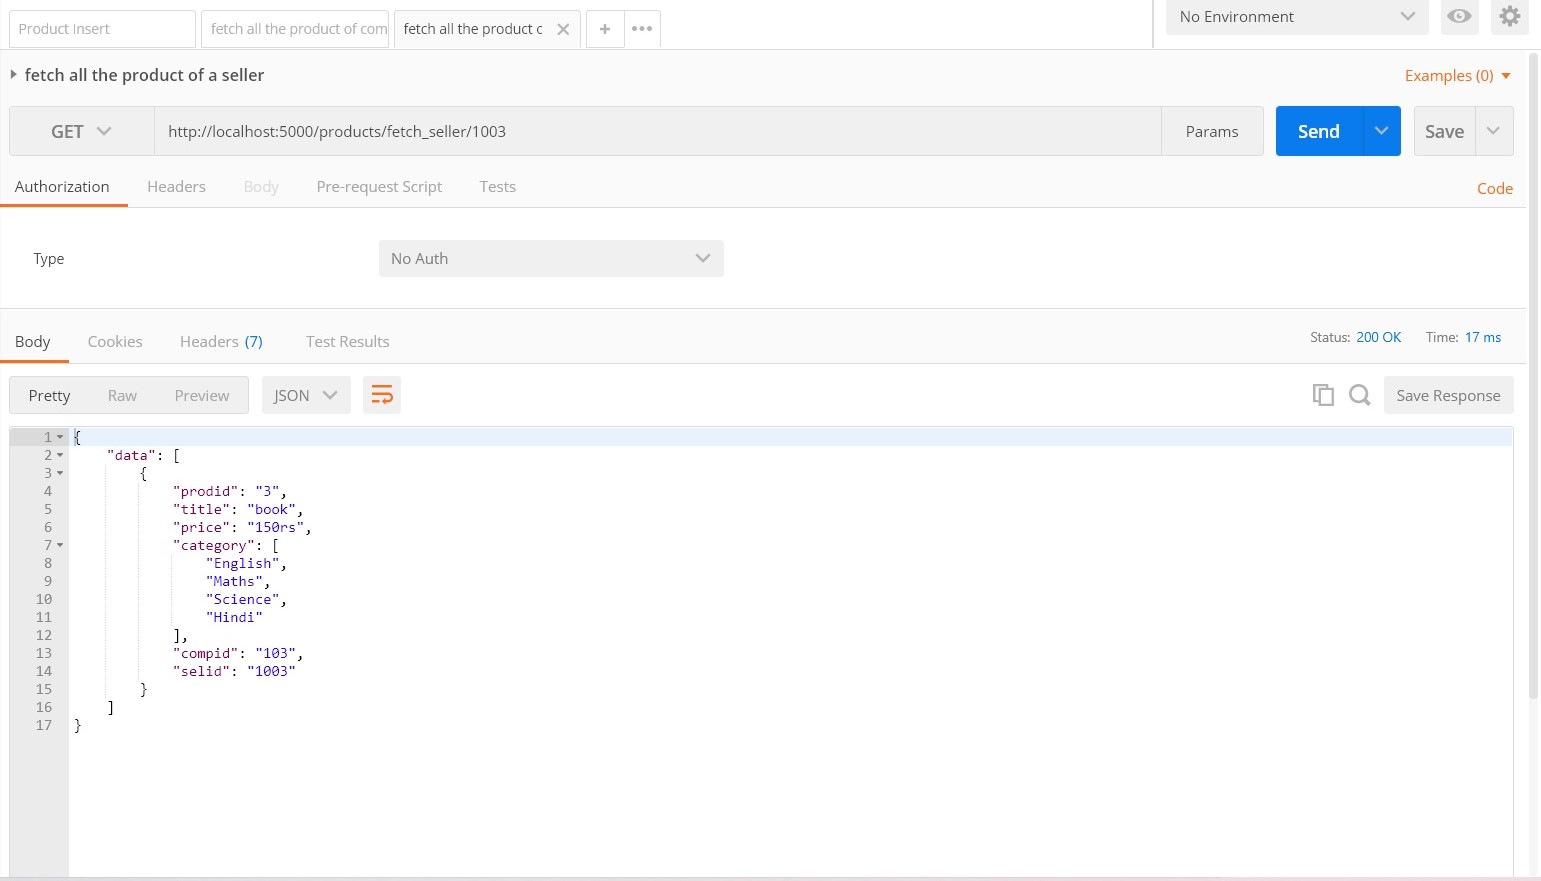 Product Insert
fetch all the product of com
fetch all the product c
No Environment
fetch all the product of a seller
Examples (0)
GET
http://localhost:5000/products/fetch_seller/1003
Params
Send
Save
Authorization
Headers
Body
Pre-request Script
Tests
Code
Type
No Auth
Body
Cookies
Headers (7)
Test Results
Status: 200 OK
Time: 17 ms
Pretty
Raw
Preview
JSON
Save Response
1 {
2 "data": [
3 {
4 "prodid": "3",
5 "title": "book",
6 "price": "150rs",
7 "category": [
8 "English",
9 "Maths",
10 "Science",
11 "Hindi"
12 ],
13 "compid": "103",
14 "selid": "1003"
15 }
16 ]
17 }